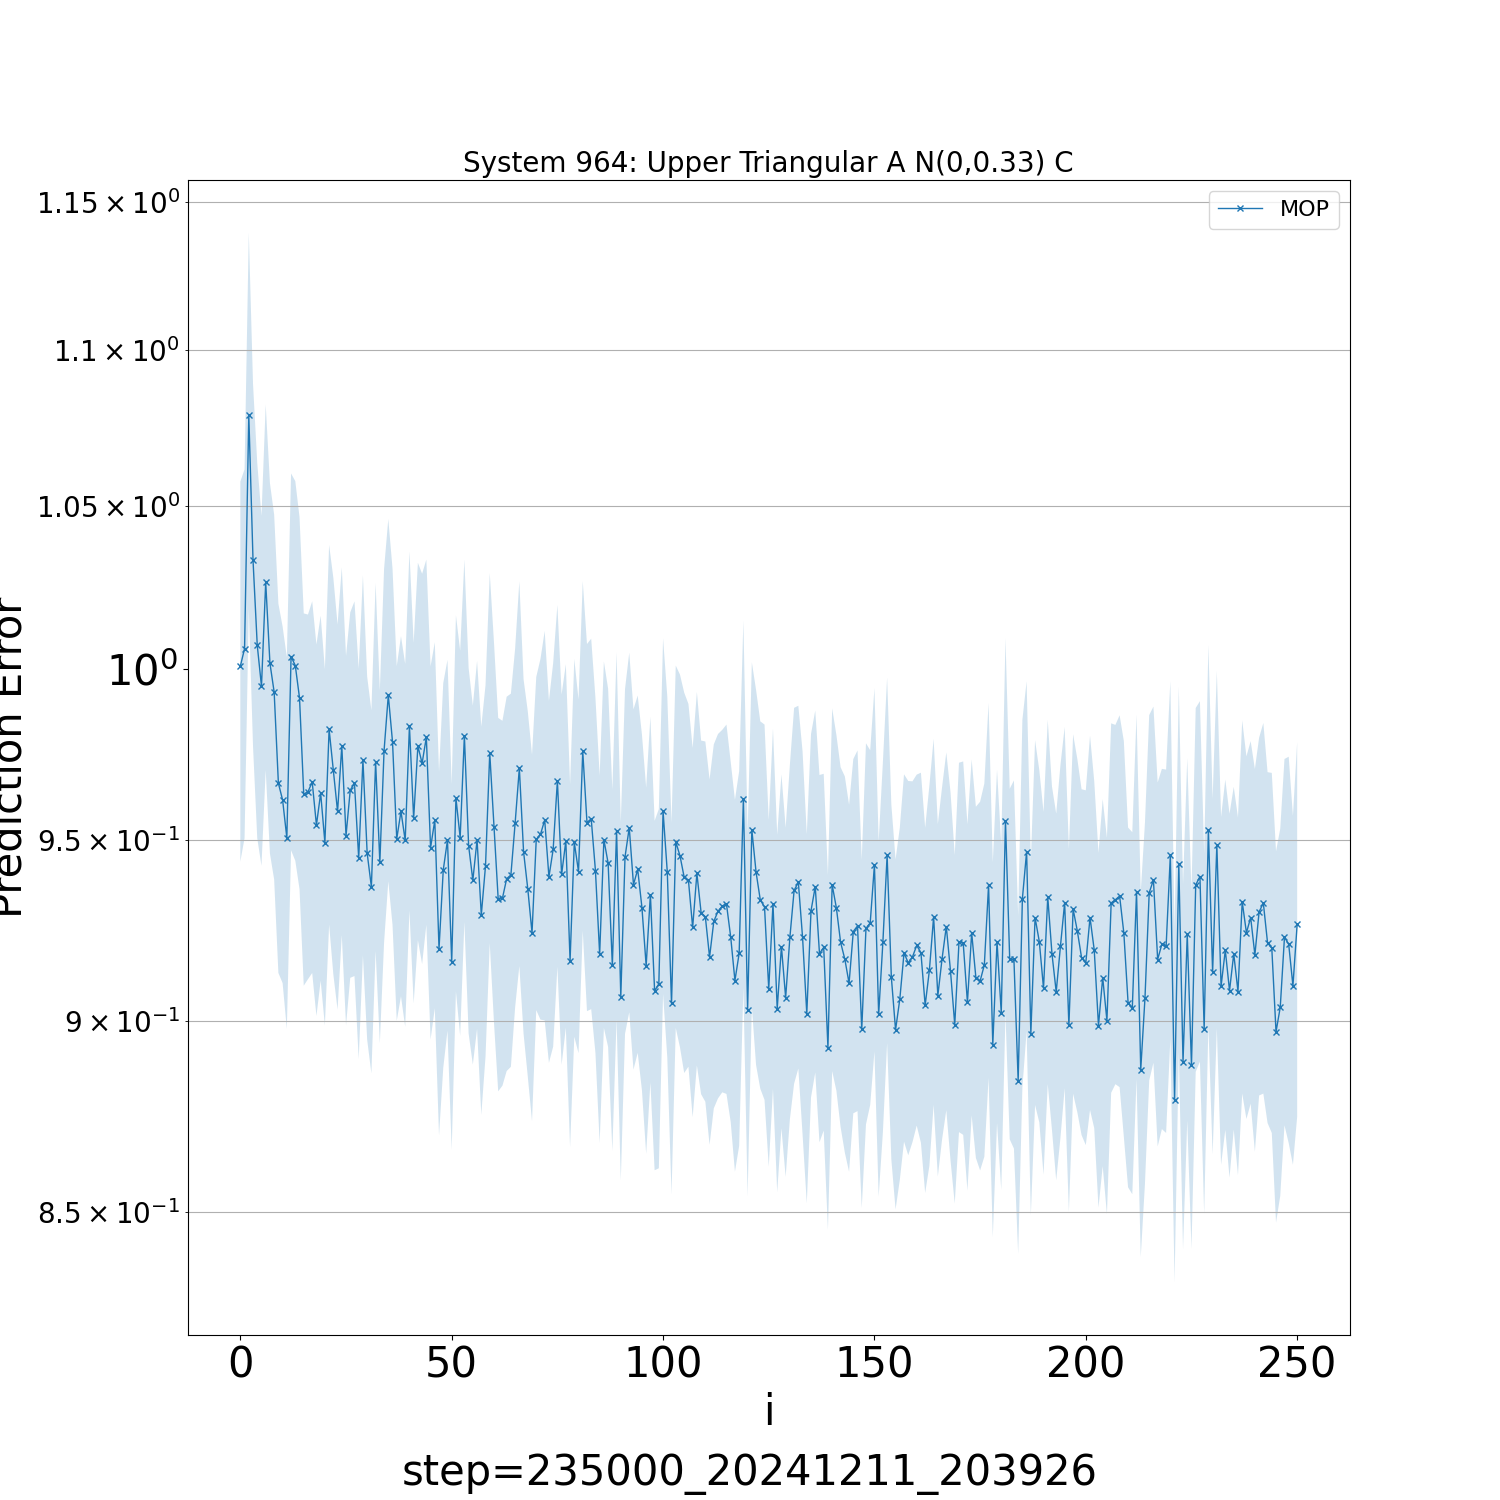 System 964: Upper Triangular A N(0,0.33) C
MOP
1.15 × 10⁰
1.1 × 10⁰
1.05 × 10⁰
10⁰
9.5 × 10⁻¹
9 × 10⁻¹
8.5 × 10⁻¹
Prediction Error
0 50 100 150 200 250
i
step=235000_20241211_203926